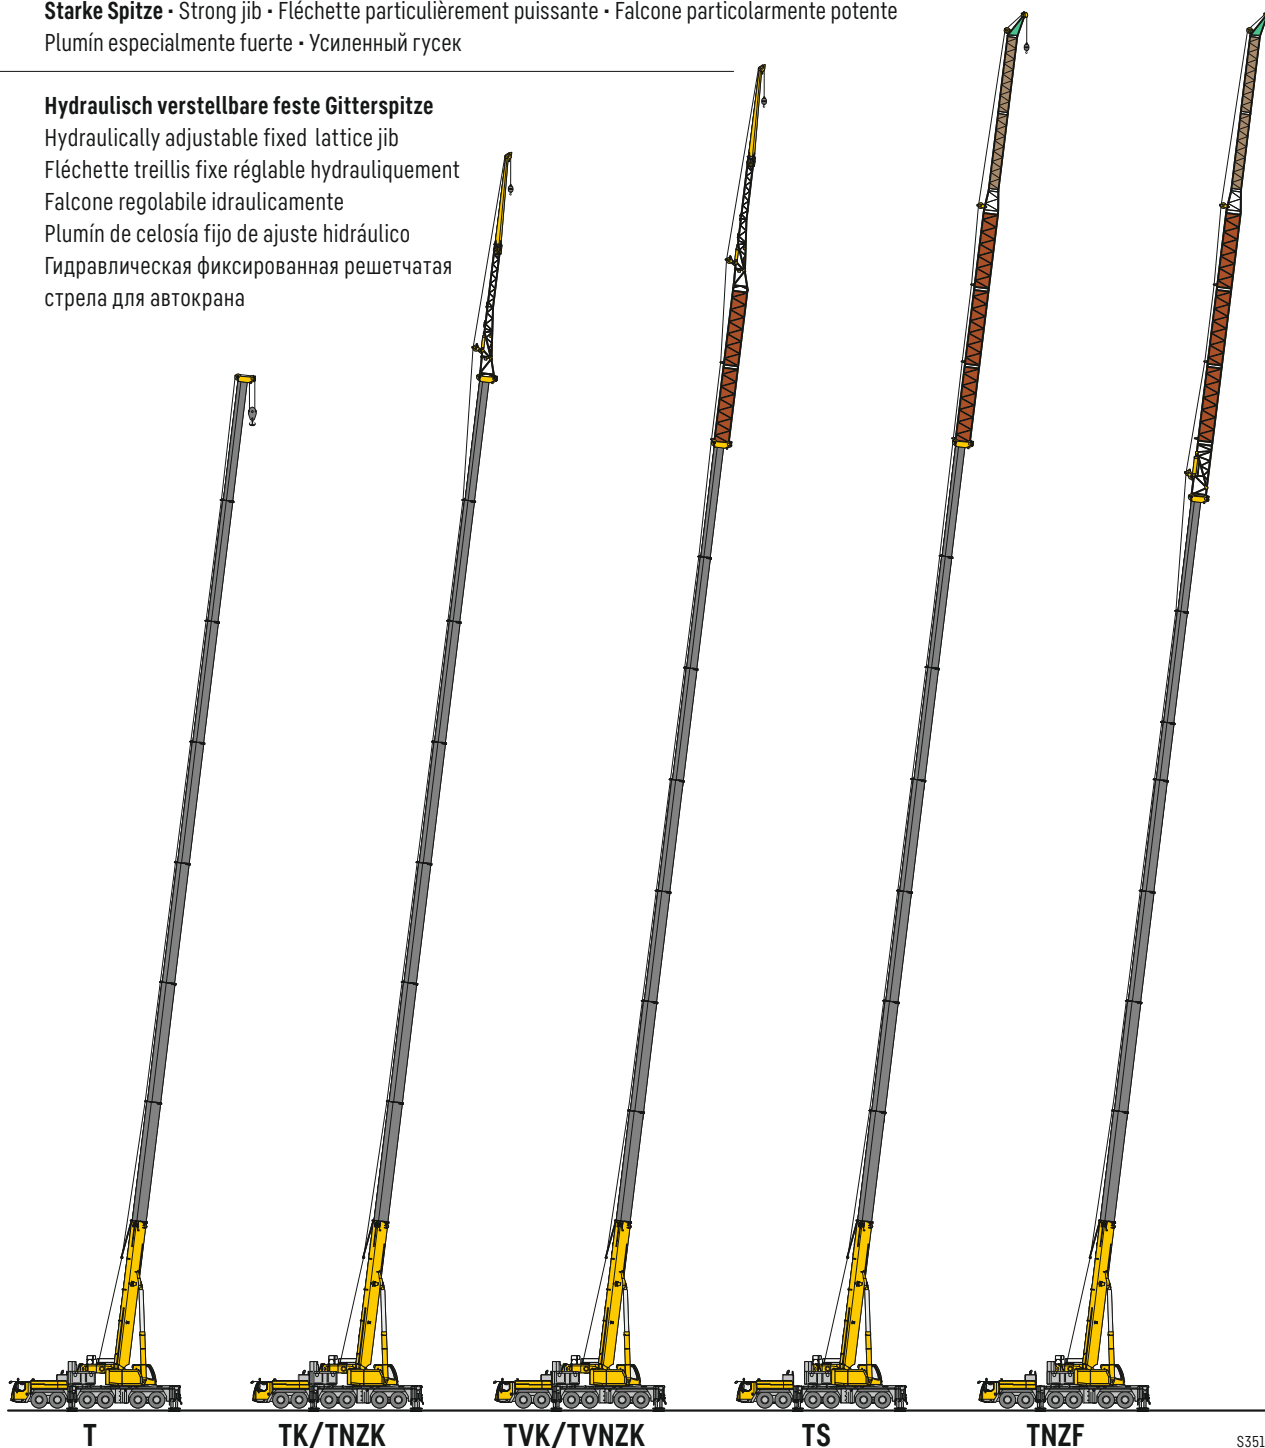 Starke Spitze · Strong jib · Fléchette particulièrement puissante · Falcone particolarmente potente
Plumín especialmente fuerte · Усиленный гусек
Hydraulisch verstellbare feste Gitterspitze
Hydraulically adjustable fixed lattice jib
Fléchette treillis fixe réglable hydrauliquement
Falcone regolabile idraulicamente
Plumín de celosía fijo de ajuste hidráulico
Гидравлическая фиксированная решетчатая
стрела для автокрана
T TK/TNZK TVK/TVNZK TS TNZF
S351